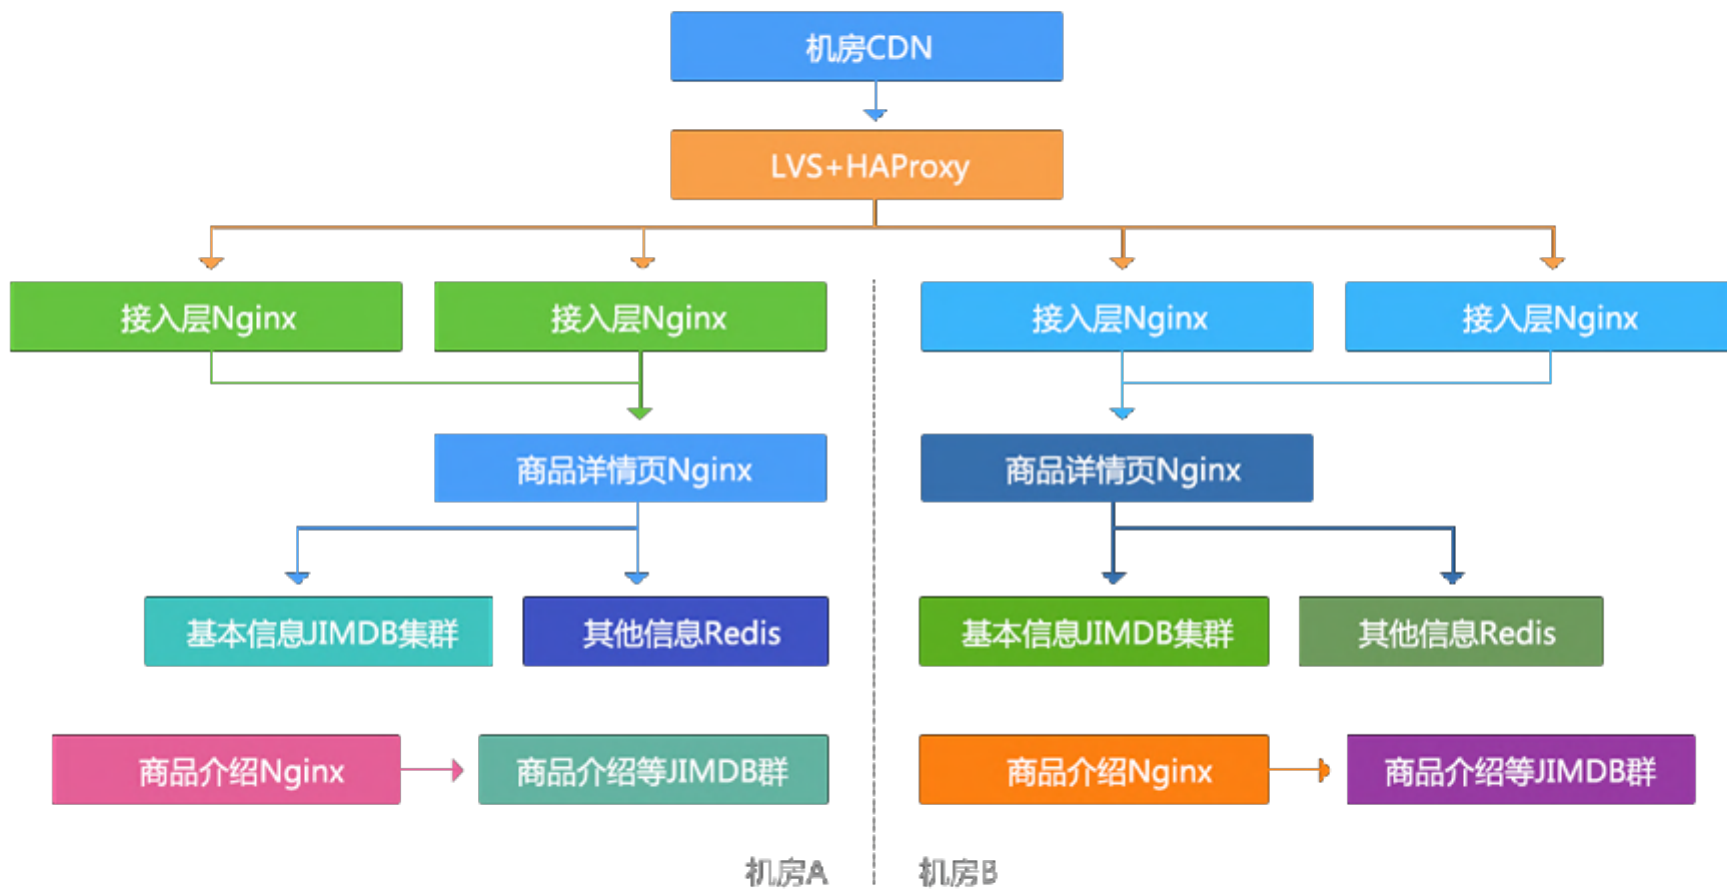 机房CDN
LVS+HAProxy
接入层Nginx
接入层Nginx
接入层Nginx
接入层Nginx
商品详情页Nginx
商品详情页Nginx
基本信息JIMDB集群
其他信息Redis
基本信息JIMDB集群
其他信息Redis
商品介绍Nginx
商品介绍等JIMDB群
商品介绍Nginx
商品介绍等JIMDB群
机房A
机房B